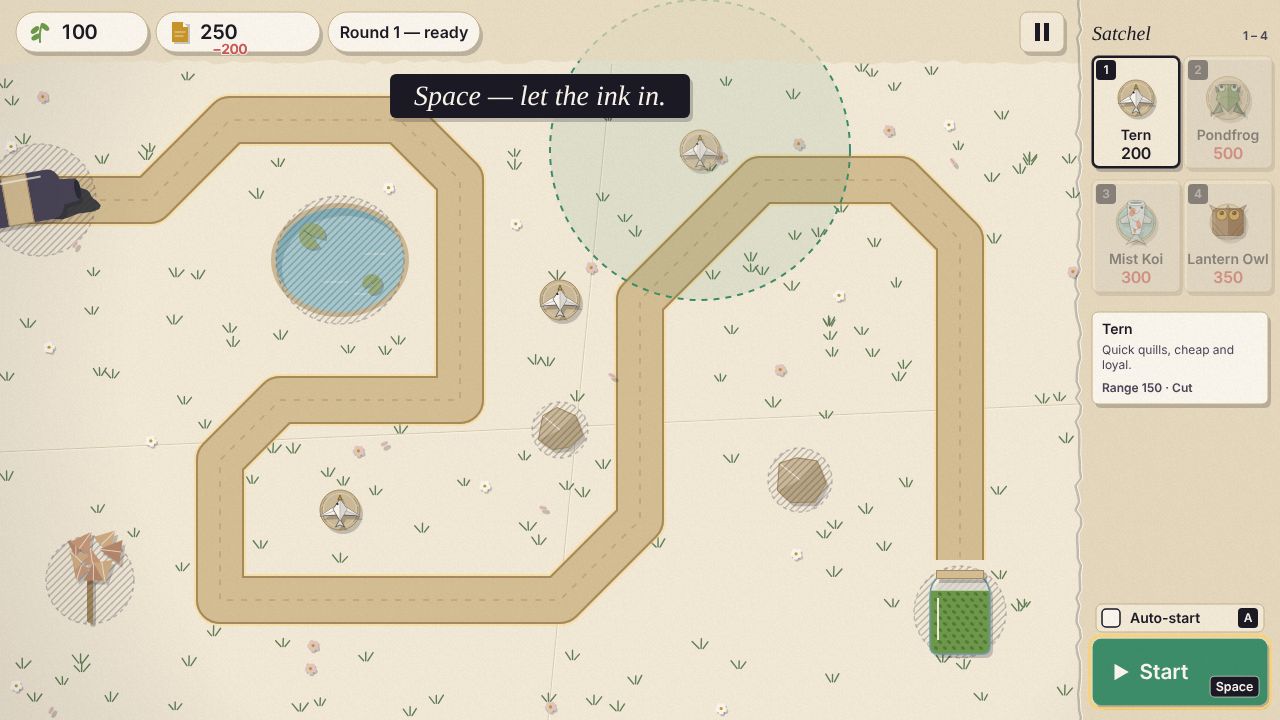 100
250
−200
Round 1 — ready
Space — let the ink in.
Satchel
1 – 4
1
Tern
200
2
Pondfrog
500
3
Mist Koi
300
4
Lantern Owl
350
Tern
Quick quills, cheap and
loyal.
Range 150 · Cut
Auto-start
A
Start
Space